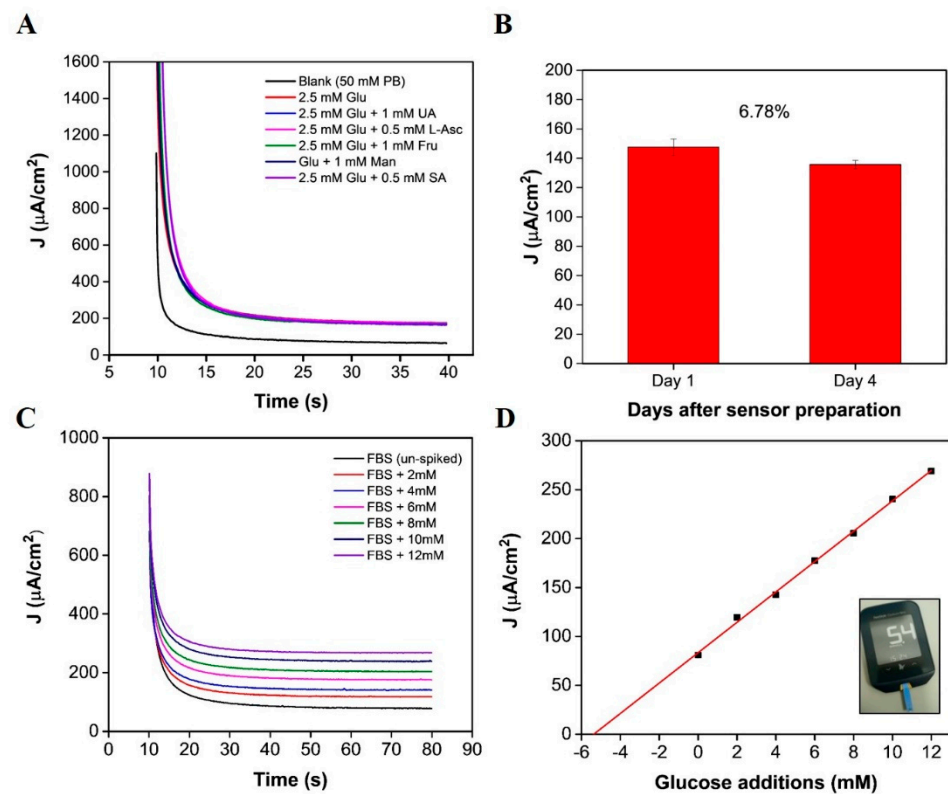 A
1600
1400
1200
1000
800
600
400
200
0
J (μA/cm²)
Blank (50 mM PB)
2.5 mM Glu
2.5 mM Glu + 1 mM UA
2.5 mM Glu + 0.5 mM L-Asc
2.5 mM Glu + 1 mM Fru
Glu + 1 mM Man
2.5 mM Glu + 0.5 mM SA
5 10 15 20 25 30 35 40 45
Time (s)
B
200
180
160
140
120
100
80
60
40
20
0
J (μA/cm²)
6.78%
Day 1 Day 4
Days after sensor preparation
C
1000
800
600
400
200
0
J (μA/cm²)
FBS (un-spiked)
FBS + 2mM
FBS + 4mM
FBS + 6mM
FBS + 8mM
FBS + 10mM
FBS + 12mM
0 10 20 30 40 50 60 70 80 90
Time (s)
D
300
250
200
150
100
50
0
J (μA/cm²)
5.4
-6 -4 -2 0 2 4 6 8 10 12
Glucose additions (mM)